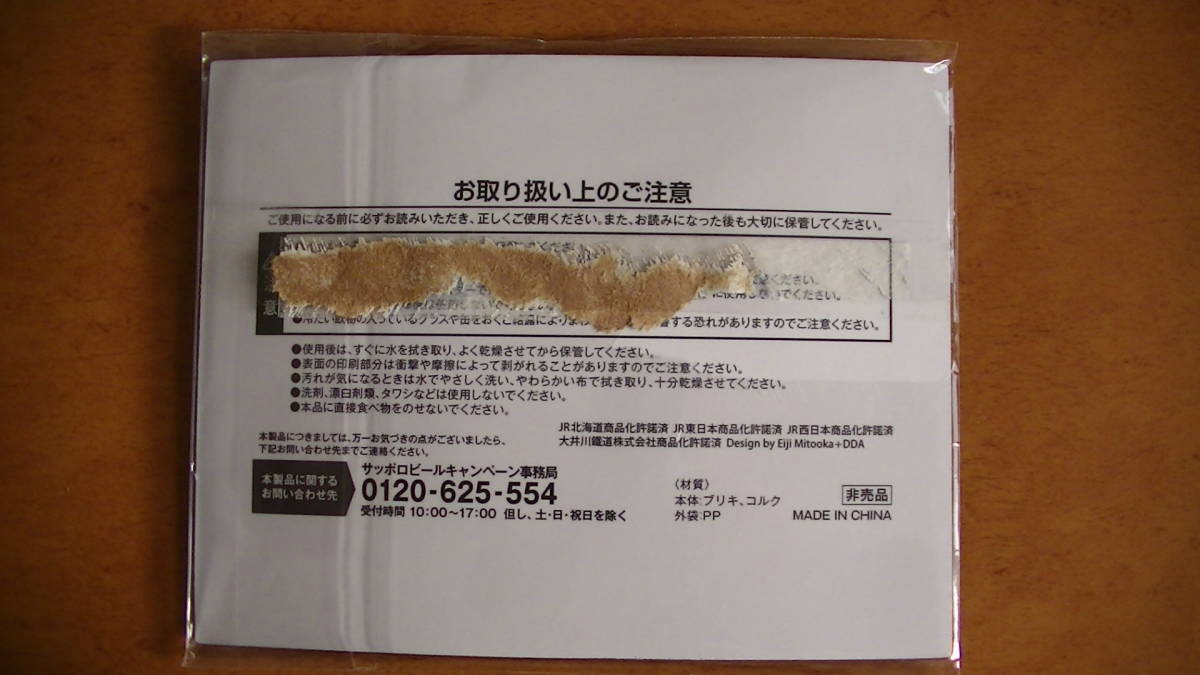 お取り扱い上のご注意
ご使用になる前に必ずお読みいただき、正しくご使用ください。また、お読みになった後も大切に保管してください。
ください。
でください。
意
する恐れがありますのでご注意ください。
●使用後は、すぐに水を拭き取り、よく乾燥させてから保管してください。
●表面の印刷部分は衝撃や摩擦によって剥がれることがありますのでご注意ください。
●汚れが気になるときは水でやさしく洗い、やわらかい布で拭き取り、十分乾燥させてください。
●洗剤、漂白剤類、タワシなどは使用しないでください。
●本品に直接食べ物をのせないでください。
JR北海道商品化許諾済 JR東日本商品化許諾済 JR西日本商品化許諾済
大井川鐵道株式会社商品化許諾済 Design by Eiji Mitooka+DDA
本製品につきましては、万一お気づきの点がございましたら、
下記お問い合わせ先までご連絡ください。
本製品に関する
お問い合わせ先
サッポロビールキャンペーン事務局
0120-625-554
受付時間 10:00〜17:00 但し、土・日・祝日を除く
〈材質〉
本体:ブリキ、コルク
外袋:PP
非売品
MADE IN CHINA